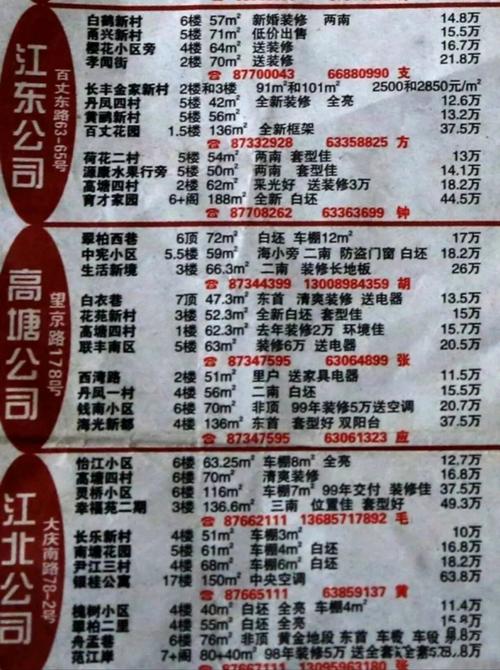 江东公司
百丈东路63-65号
白鹤新村 6楼 57m² 新婚装修 两南 14.8万
甬兴新村 5楼 71m² 低价出售 15.5万
樱花小区旁 4楼 64m² 送装修 16.7万
孝闻街 2楼 70m² 送装修 21.8万
☎ 87700043 66880990 支
长丰金家新村 2楼和3楼 91m²和101m² 2500和2850元/m²
丹凤四村 5楼 42m² 全新装修 全亮 12.6万
黄鹂新村 5楼 56m² 13.2万
百丈花园 1.5楼 136m² 全新框架 37.5万
☎ 87332928 63358825 方
荷花二村 5楼 54m² 两南 套型佳 13万
源康水果行旁 5楼 50m² 两南 套型佳 14.1万
高塘四村 2楼 62m² 采光好 送装修3万 18.2万
育才家园 6+阁 188m² 全新 白坯 44.5万
☎ 87708262 63363699 钟
高塘公司
望京路178号
翠柏西巷 6顶 72m² 白坯 车棚12m² 17万
中宪小区 5.5楼 59m² 海小旁 二南 防盗门窗 白坯 18.2万
生活新境 3楼 66.3m² 二南 装修长地板 26万
☎ 87344399 13008984359 胡
白衣巷 7顶 47.3m² 东首 清爽装修 送电器 13.5万
花苑新村 3楼 52.3m² 全新白坯 套型佳 15万
高塘四村 1楼 62.3m² 去年装修2万 环境佳 15.7万
联丰南区 5楼 63m² 装修6万 送电器 20.5万
☎ 87347595 63064899 张
西湾路 2楼 51m² 里户 送家具电器 11.5万
丹凤一村 4楼 56m² 二南 白坯 15.5万
钱南小区 6楼 70m² 非顶 99年装修5万送空调 20.7万
海光新都 4楼 136m² 东首 套型好 双阳台 37.5万
☎ 87347595 63061323 应
江北公司
大庆南路78-2号
怡江小区 6楼 63.25m² 车棚8m² 全亮 12.7万
高塘四村 6楼 70m² 清爽装修 16.8万
灵桥小区 6楼 116m² 车棚7m² 99年交付 装修佳 37.5万
幸福苑二期 3楼 136.6m² 三南 位置佳 套型好 49.3万
☎ 87662111 13685717892 毛
长乐新村 4楼 51m² 车棚3m² 10万
南塘花园 5楼 61m² 车棚4m² 白坯 16.8万
尹江三村 4楼 68m² 车棚6m² 白坯 18.2万
银桂公寓 17楼 150m² 中央空调 63.8万
☎ 87665111 63859137 黄
槐树小区 4楼 40m² 白坯 全亮 车棚4m² 11.4万
翠柏二里 4楼 55m² 白坯 全亮 15.8万
舟孟巷 6楼 76m² 非顶 黄金地段 东首 车 车 8万
范江岸 7+阁 80+40m² 98年装修5万 送全套 8万
☎ 87667111 13095963180